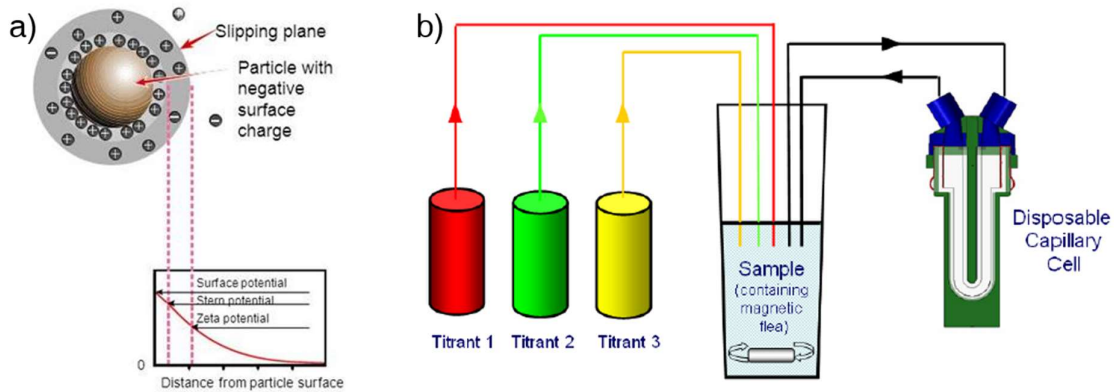 a)
Slipping plane
Particle with
negative
surface
charge
Surface potential
Stern potential
Zeta potential
0
Distance from particle surface
b)
Titrant 1
Titrant 2
Titrant 3
Sample
(containing
magnetic
flea)
Disposable
Capillary
Cell